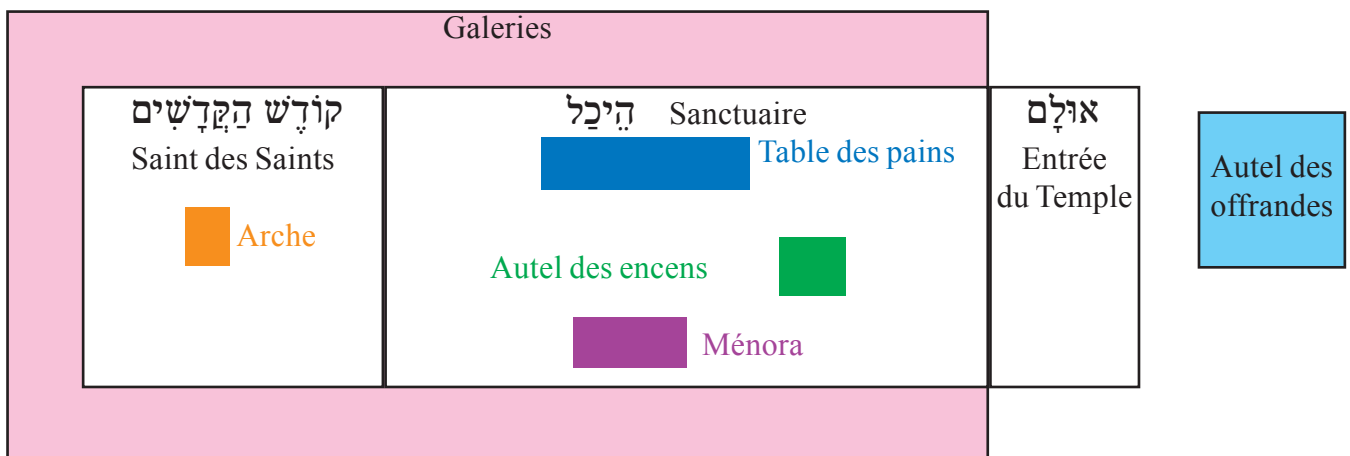 Galeries
קוֹדֶשׁ הַקֳּדָשִׁים
Saint des Saints
Arche
הֵיכַל Sanctuaire
Table des pains
Autel des encens
Ménora
אוּלָם
Entrée
du Temple
Autel des
offrandes